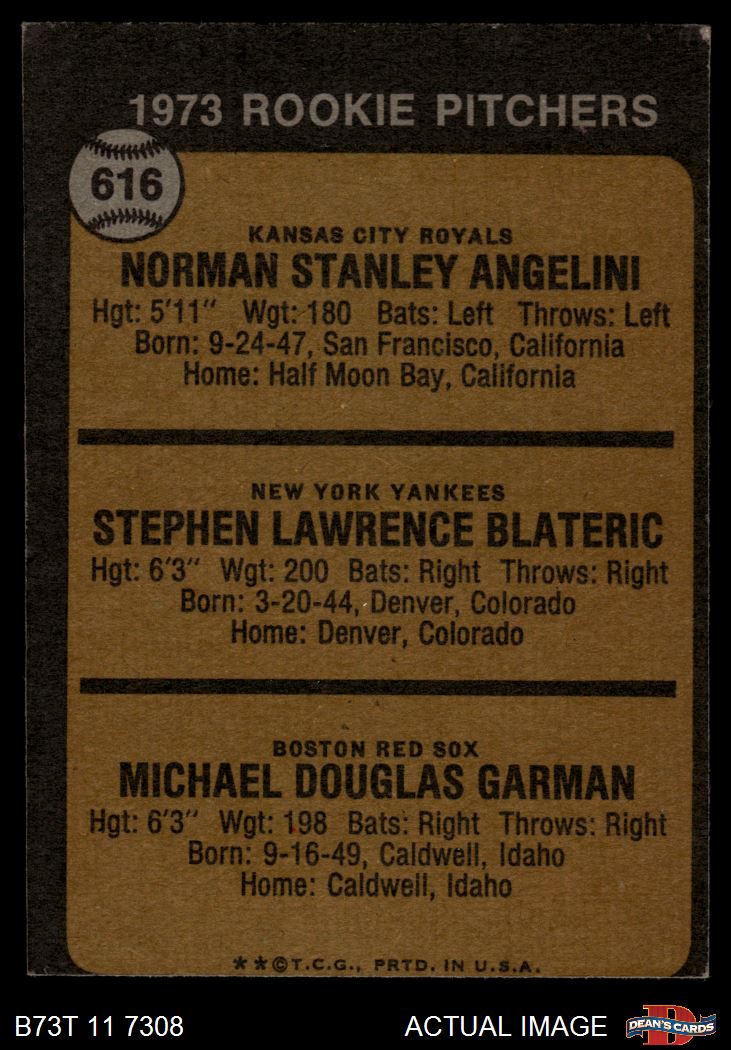 1973 ROOKIE PITCHERS
616
KANSAS CITY ROYALS
NORMAN STANLEY ANGELINI
Hgt: 5'11" Wgt: 180 Bats: Left Throws: Left
Born: 9-24-47, San Francisco, California
Home: Half Moon Bay, California
NEW YORK YANKEES
STEPHEN LAWRENCE BLATERIC
Hgt: 6'3" Wgt: 200 Bats: Right Throws: Right
Born: 3-20-44, Denver, Colorado
Home: Denver, Colorado
BOSTON RED SOX
MICHAEL DOUGLAS GARMAN
Hgt: 6'3" Wgt: 198 Bats: Right Throws: Right
Born: 9-16-49, Caldwell, Idaho
Home: Caldwell, Idaho
**©T.C.G., PRTD. IN U.S.A.
B73T 11 7308
ACTUAL IMAGE
D
DEAN'S CARDS